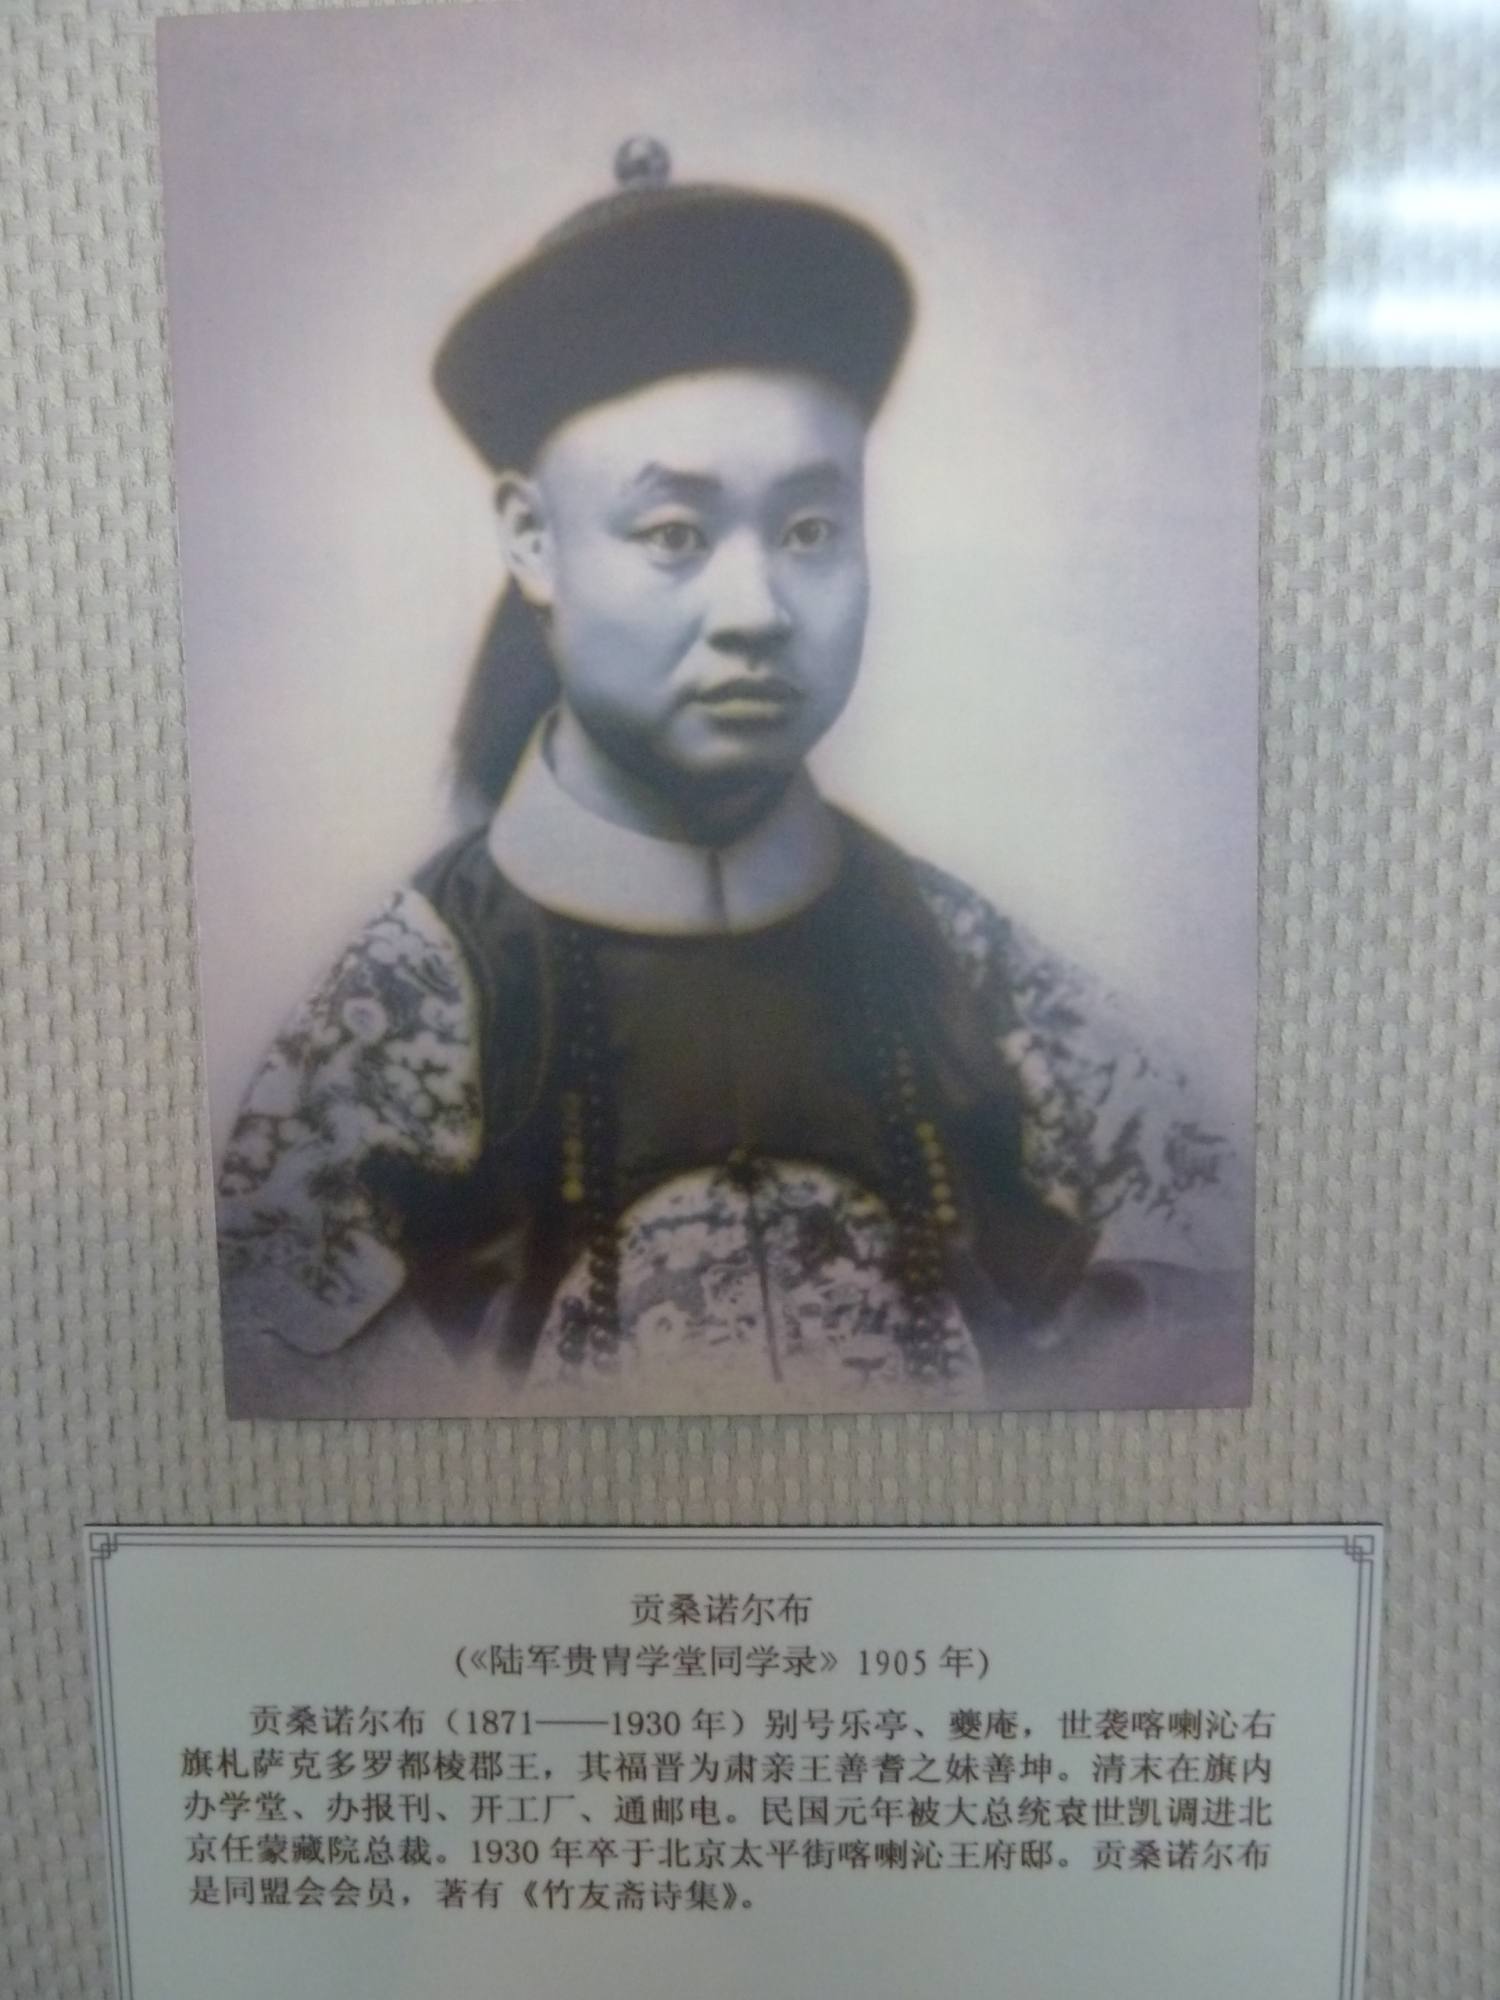 贡桑诺尔布
(《陆军贵胄学堂同学录》1905 年)
贡桑诺尔布（1871——1930 年）别号乐亭、夔庵，世袭喀喇沁右
旗札萨克多罗都棱郡王，其福晋为肃亲王善耆之妹善坤。清末在旗内
办学堂、办报刊、开工厂、通邮电。民国元年被大总统袁世凯调进北
京任蒙藏院总裁。1930 年卒于北京太平街喀喇沁王府邸。贡桑诺尔布
是同盟会会员，著有《竹友斋诗集》。